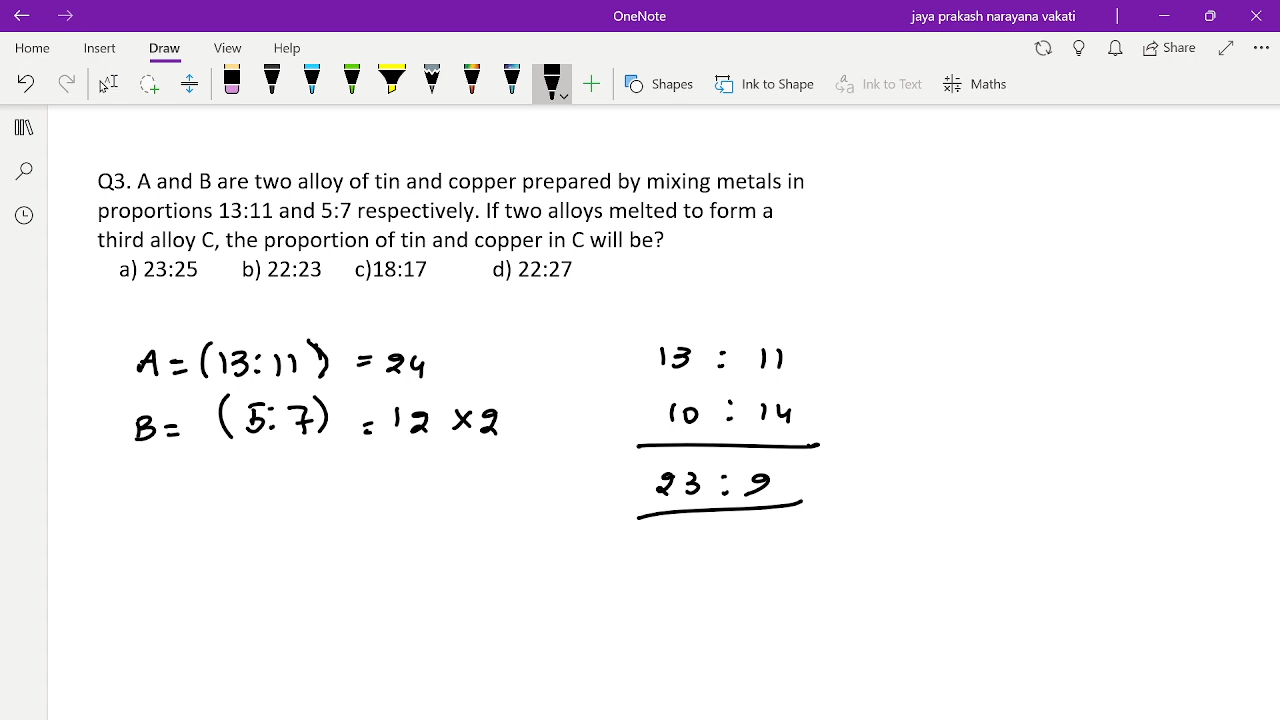 OneNote
jaya prakash narayana vakati
Home Insert Draw View Help
Share
Shapes Ink to Shape Ink to Text Maths
Q3. A and B are two alloy of tin and copper prepared by mixing metals in
proportions 13:11 and 5:7 respectively. If two alloys melted to form a
third alloy C, the proportion of tin and copper in C will be?
a) 23:25 b) 22:23 c)18:17 d) 22:27
A = (13:11) = 24
B = (5:7) = 12 × 2
13 : 11
10 : 14
23 : 9